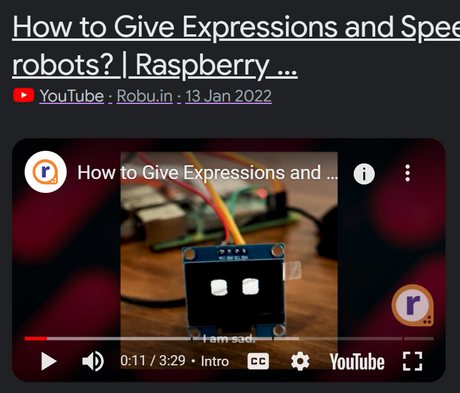 How to Give Expressions and Spee
robots? | Raspberry ...
YouTube · Robu.in · 13 Jan 2022
r How to Give Expressions and ... i
r
I am sad.
0:11 / 3:29 • Intro CC YouTube